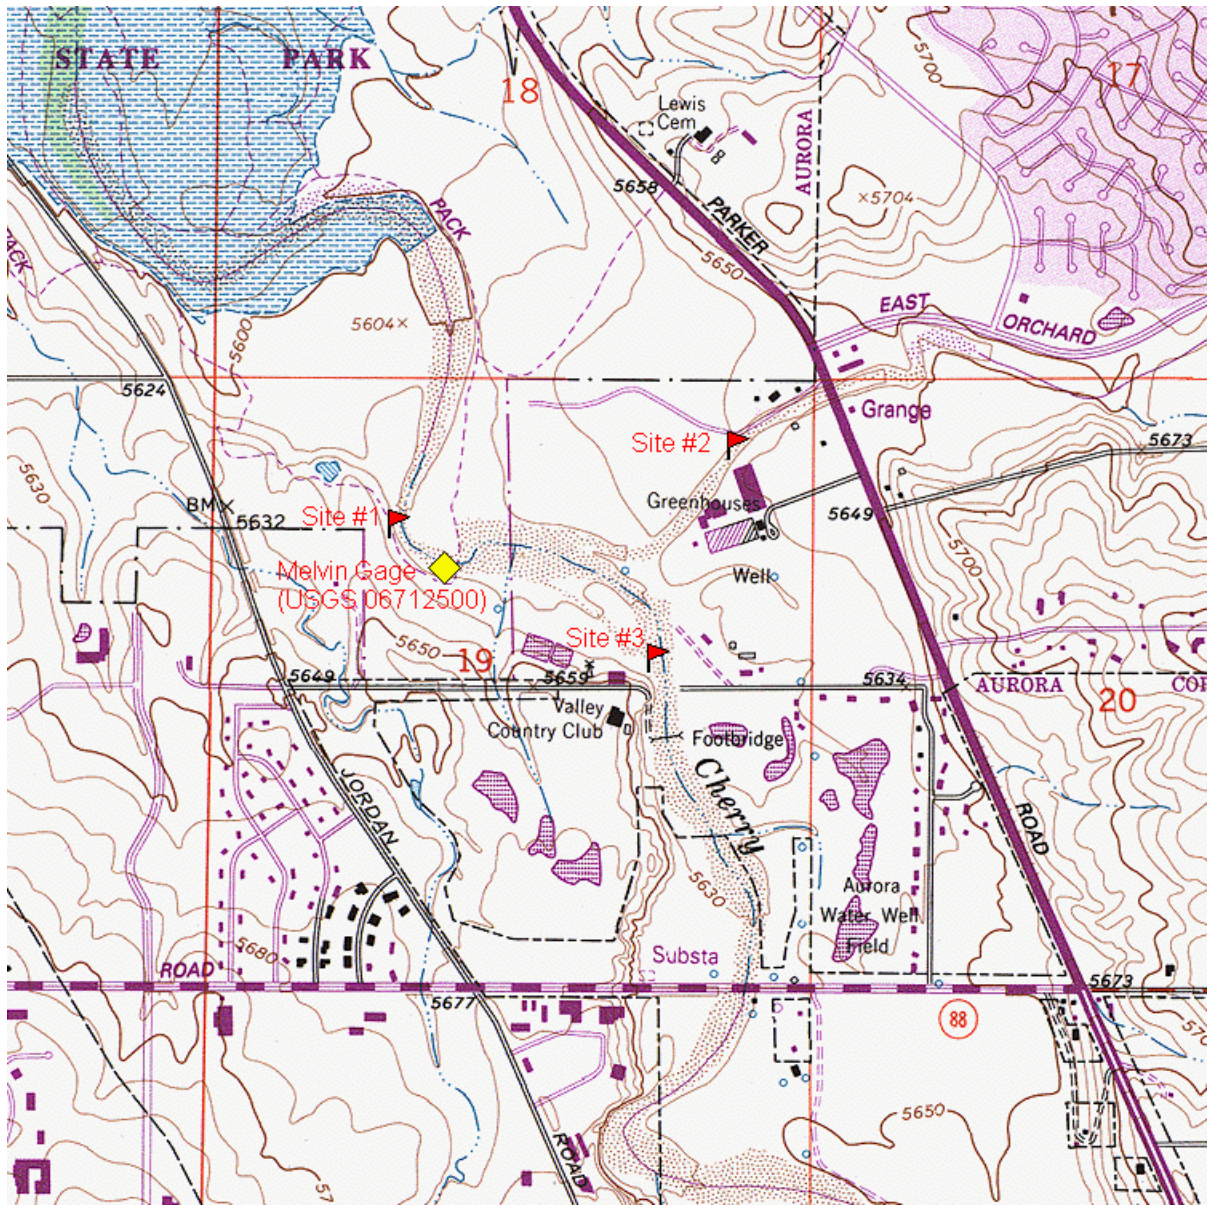 STATE PARK
18
17
5700
Lewis
Cem
AURORA
5658
×5704
PACK
PARKER
5650
PACK
EAST
ORCHARD
5604×
5600
5624
Grange
Site #2
5673
5630
Greenhouses
BM×
5632
Site #1
5649
5700
Melvin Gage
(USGS 06712500)
Well
Site #3
5650
19
5649
5659
5634
AURORA
COR
20
Valley
Country Club
Footbridge
Cherry
JORDAN
ROAD
5630
Aurora
Water Well
Field
5680
Substa
ROAD
5677
5673
88
570
5650
ROAD
57